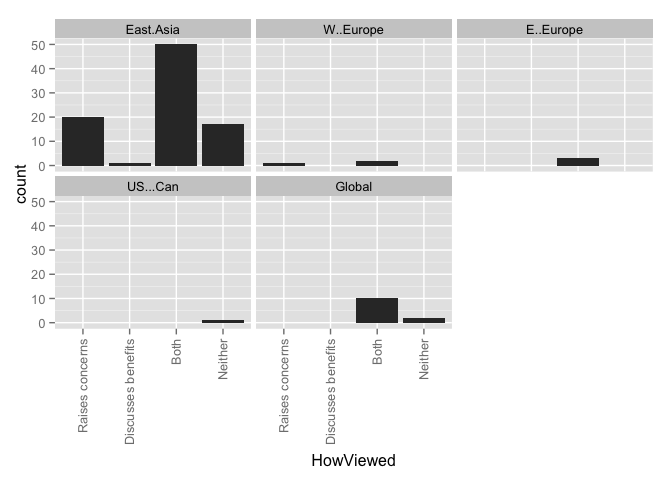 East.Asia
W..Europe
E..Europe
50
40
30
20
10
0
US...Can
Global
50
40
30
20
10
0
count
Raises concerns
Discusses benefits
Both
Neither
Raises concerns
Discusses benefits
Both
Neither
HowViewed